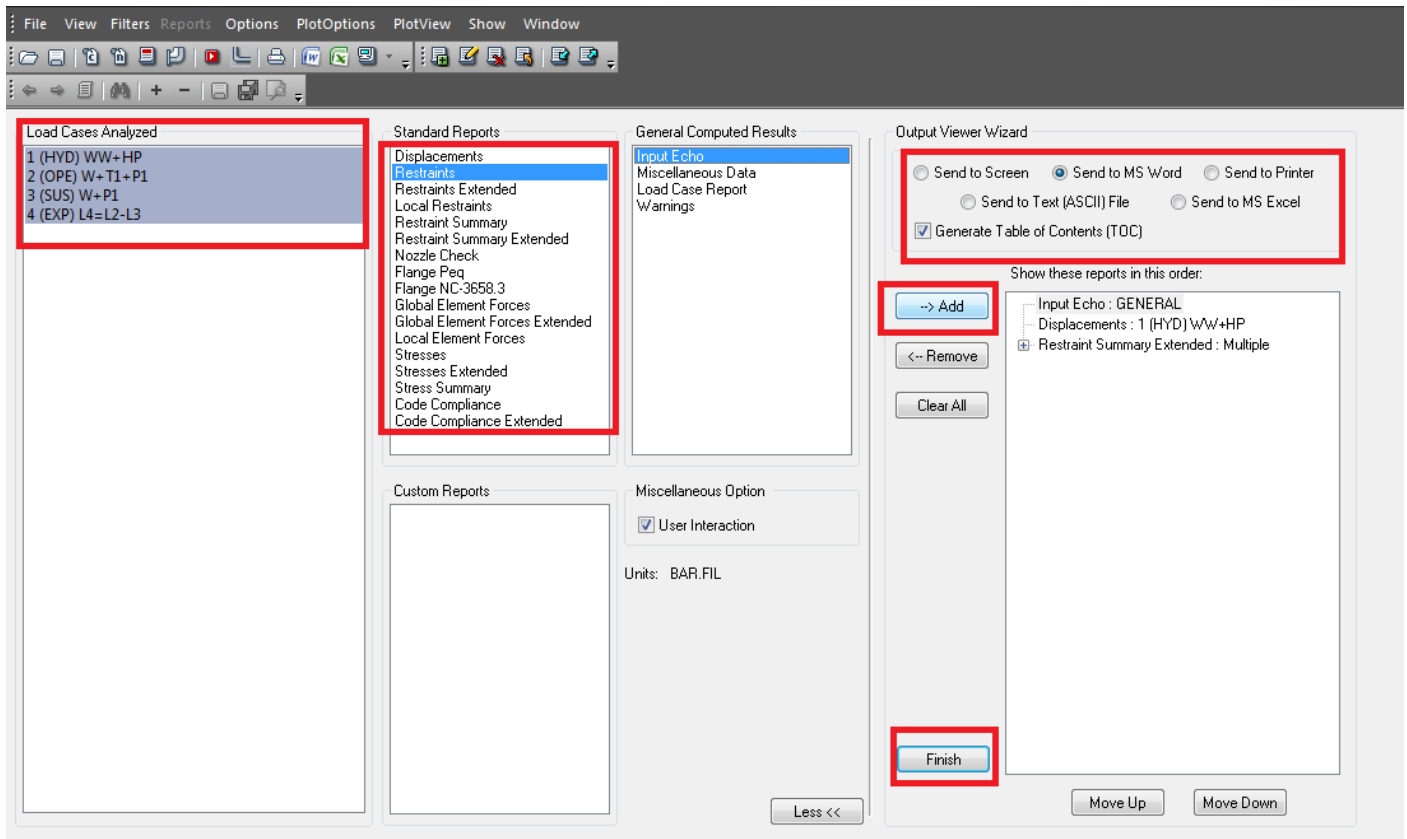 File View Filters Reports Options PlotOptions PlotView Show Window
Load Cases Analyzed
1 (HYD) WW+HP
2 (OPE) W+T1+P1
3 (SUS) W+P1
4 (EXP) L4=L2-L3
Standard Reports
Displacements
Restraints
Restraints Extended
Local Restraints
Restraint Summary
Restraint Summary Extended
Nozzle Check
Flange Peq
Flange NC-3658.3
Global Element Forces
Global Element Forces Extended
Local Element Forces
Stresses
Stresses Extended
Stress Summary
Code Compliance
Code Compliance Extended
General Computed Results
Input Echo
Miscellaneous Data
Load Case Report
Warnings
Custom Reports
Miscellaneous Option
User Interaction
Units: BAR.FIL
Less <<
Output Viewer Wizard
Send to Screen Send to MS Word Send to Printer
Send to Text (ASCII) File Send to MS Excel
Generate Table of Contents (TOC)
Show these reports in this order:
--> Add
<-- Remove
Clear All
Input Echo : GENERAL
Displacements : 1 (HYD) WW+HP
Restraint Summary Extended : Multiple
Finish
Move Up Move Down